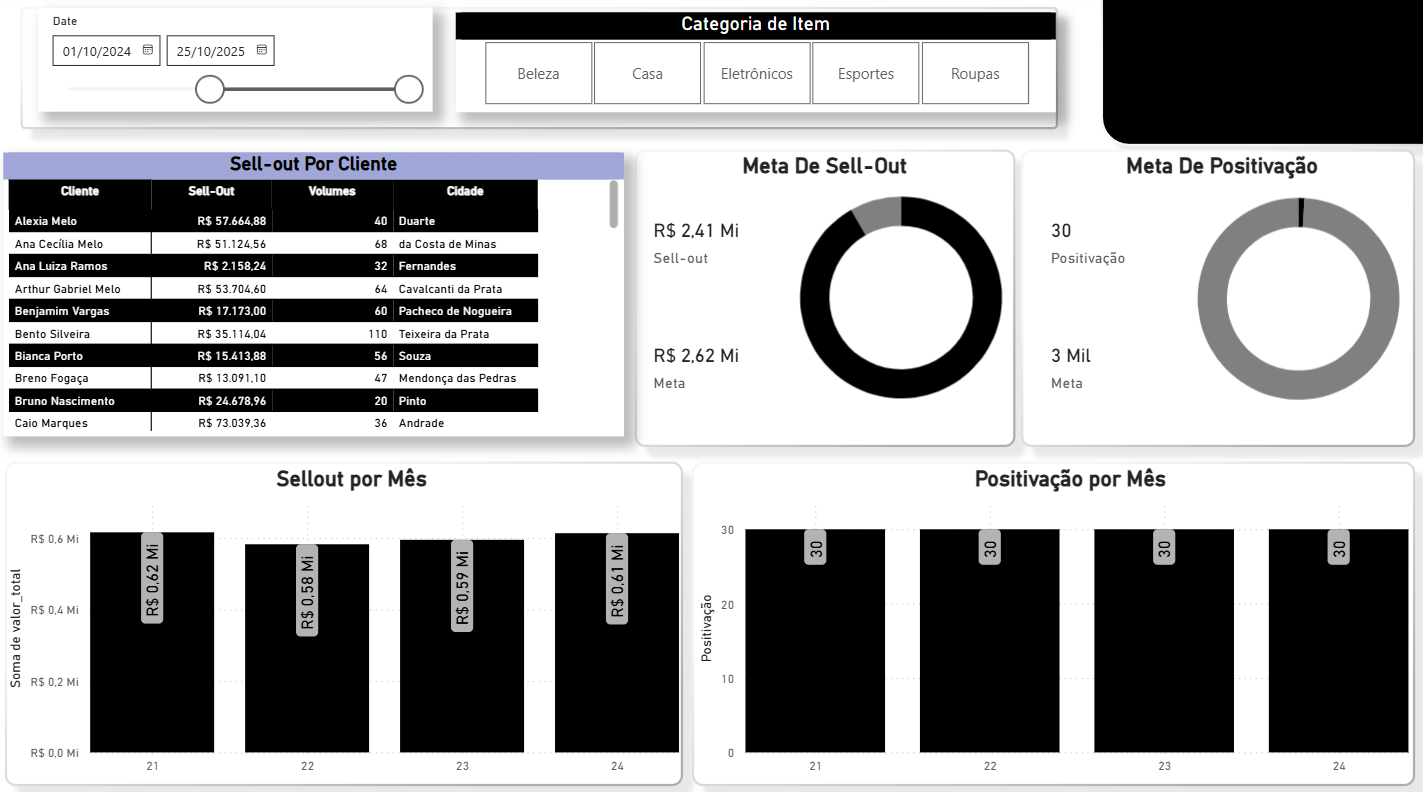 Date
01/10/2024 25/10/2025
Categoria de Item
Beleza Casa Eletrônicos Esportes Roupas
Sell-out Por Cliente
Cliente Sell-Out Volumes Cidade
Alexia Melo R$ 57.664,88 40 Duarte
Ana Cecília Melo R$ 51.124,56 68 da Costa de Minas
Ana Luiza Ramos R$ 2.158,24 32 Fernandes
Arthur Gabriel Melo R$ 53.704,60 64 Cavalcanti da Prata
Benjamim Vargas R$ 17.173,00 60 Pacheco de Nogueira
Bento Silveira R$ 35.114,04 110 Teixeira da Prata
Bianca Porto R$ 15.413,88 56 Souza
Breno Fogaça R$ 13.091,10 47 Mendonça das Pedras
Bruno Nascimento R$ 24.678,96 20 Pinto
Caio Marques R$ 73.039,36 36 Andrade
Meta De Sell-Out
R$ 2,41 Mi
Sell-out
R$ 2,62 Mi
Meta
Meta De Positivação
30
Positivação
3 Mil
Meta
Sellout por Mês
Soma de valor_total
R$ 0,6 Mi
R$ 0,4 Mi
R$ 0,2 Mi
R$ 0,0 Mi
R$ 0,62 Mi
R$ 0,58 Mi
R$ 0,59 Mi
R$ 0,61 Mi
21 22 23 24
Positivação por Mês
Positivação
30
20
10
0
30
30
30
30
21 22 23 24